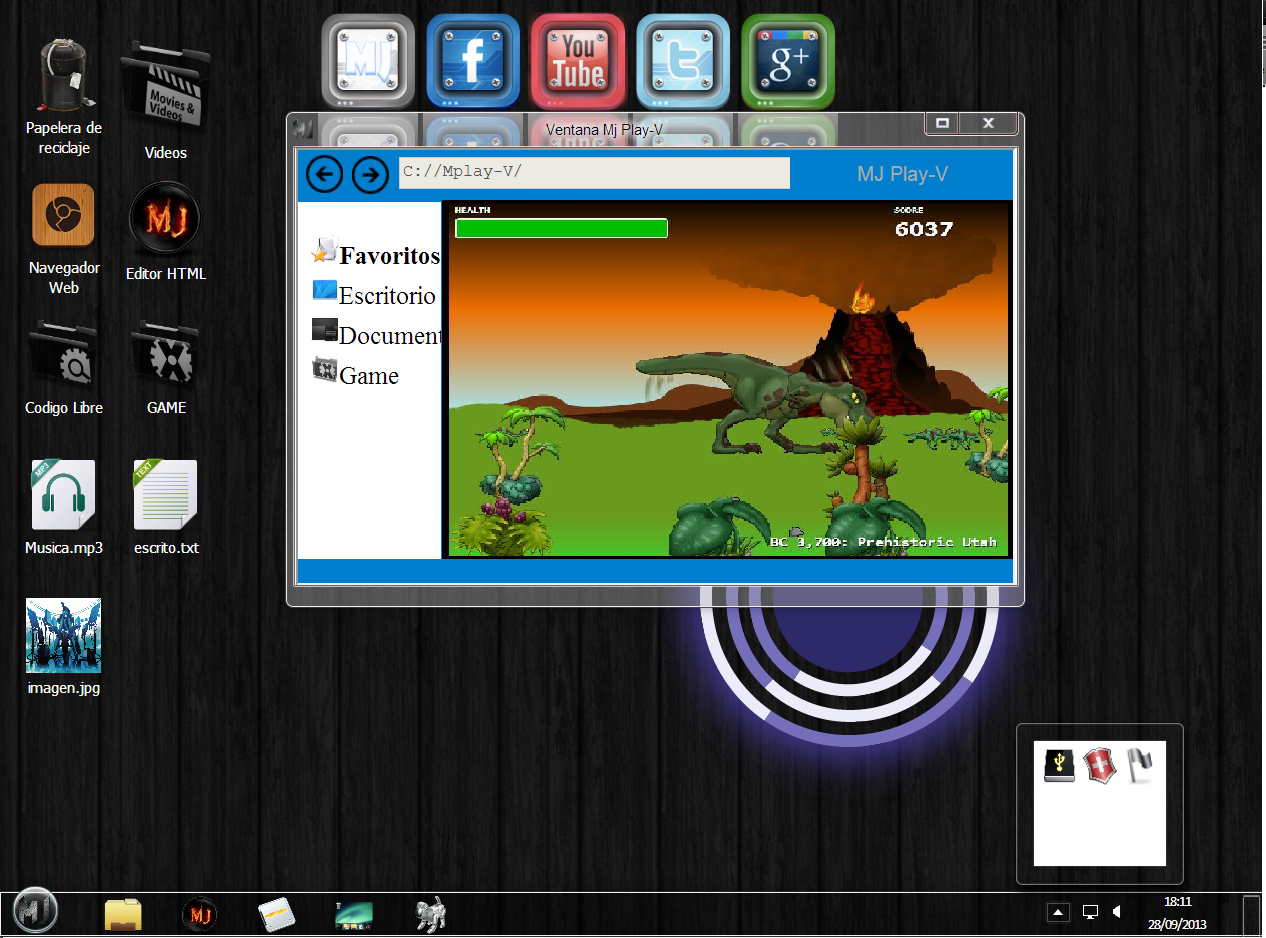 Papelera de
reciclaje
Movies &
Videos
Videos
Navegador
Web
MJ
Editor HTML
Codigo Libre
GAME
MP3
Musica.mp3
TEXT
escrito.txt
imagen.jpg
MJ
f
You
Tube
t
g+
MJ
Ventana Mj Play-V
C://Mplay-V/
MJ Play-V
Favoritos
Escritorio
Document
Game
HEALTH
SCORE
6037
BC 3,700: Prehistoric Utah
MJ
MJ
18:11
28/09/2013